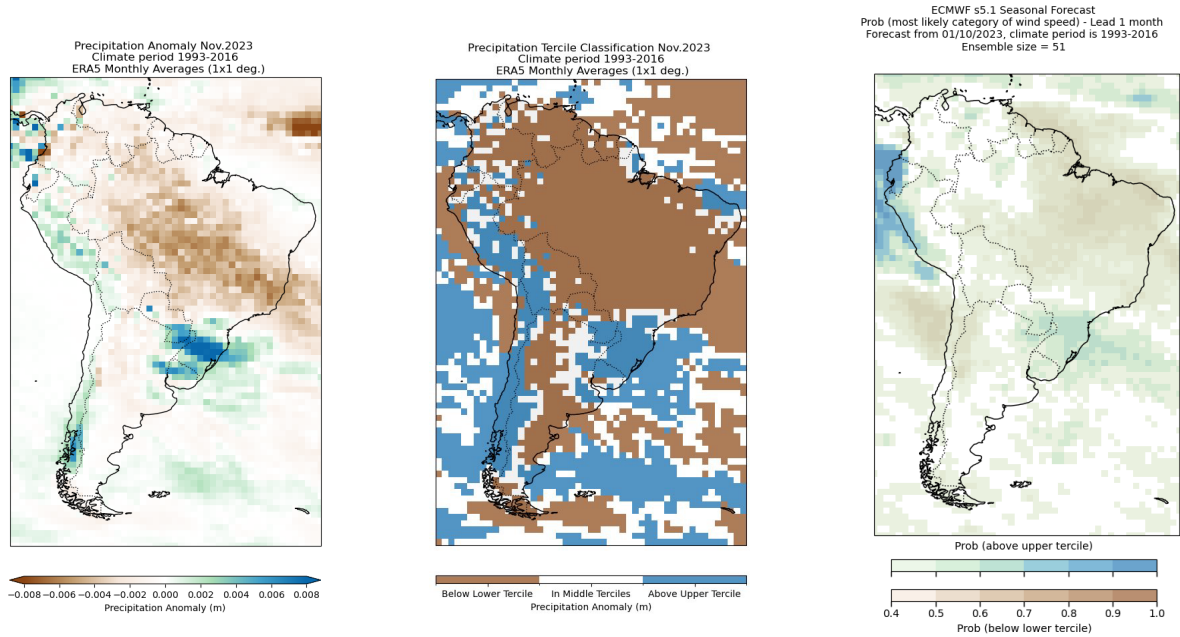 Precipitation Anomaly Nov.2023
Climate period 1993-2016
ERA5 Monthly Averages (1x1 deg.)
−0.008 −0.006 −0.004 −0.002 0.000 0.002 0.004 0.006 0.008
Precipitation Anomaly (m)
Precipitation Tercile Classification Nov.2023
Climate period 1993-2016
ERA5 Monthly Averages (1x1 deg.)
Below Lower Tercile In Middle Terciles Above Upper Tercile
Precipitation Anomaly (m)
ECMWF s5.1 Seasonal Forecast
Prob (most likely category of wind speed) - Lead 1 month
Forecast from 01/10/2023, climate period is 1993-2016
Ensemble size = 51
Prob (above upper tercile)
0.4 0.5 0.6 0.7 0.8 0.9 1.0
Prob (below lower tercile)